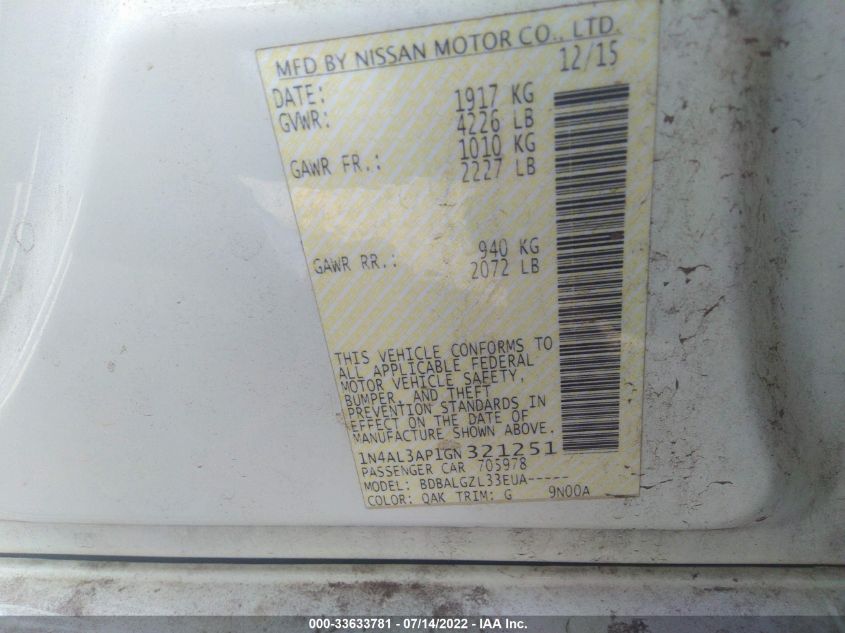 MFD BY NISSAN MOTOR CO., LTD.
DATE: 12/15
GVWR: 1917 KG
4226 LB
GAWR FR.: 1010 KG
2227 LB
GAWR RR.: 940 KG
2072 LB
THIS VEHICLE CONFORMS TO
ALL APPLICABLE FEDERAL
MOTOR VEHICLE SAFETY,
BUMPER, AND THEFT
PREVENTION STANDARDS IN
EFFECT ON THE DATE OF
MANUFACTURE SHOWN ABOVE.
1N4AL3AP1GN321251
PASSENGER CAR 705978
MODEL: BDBALGZL33EUA-----
COLOR: QAK TRIM: G 9N00A
000-33633781 - 07/14/2022 - IAA Inc.